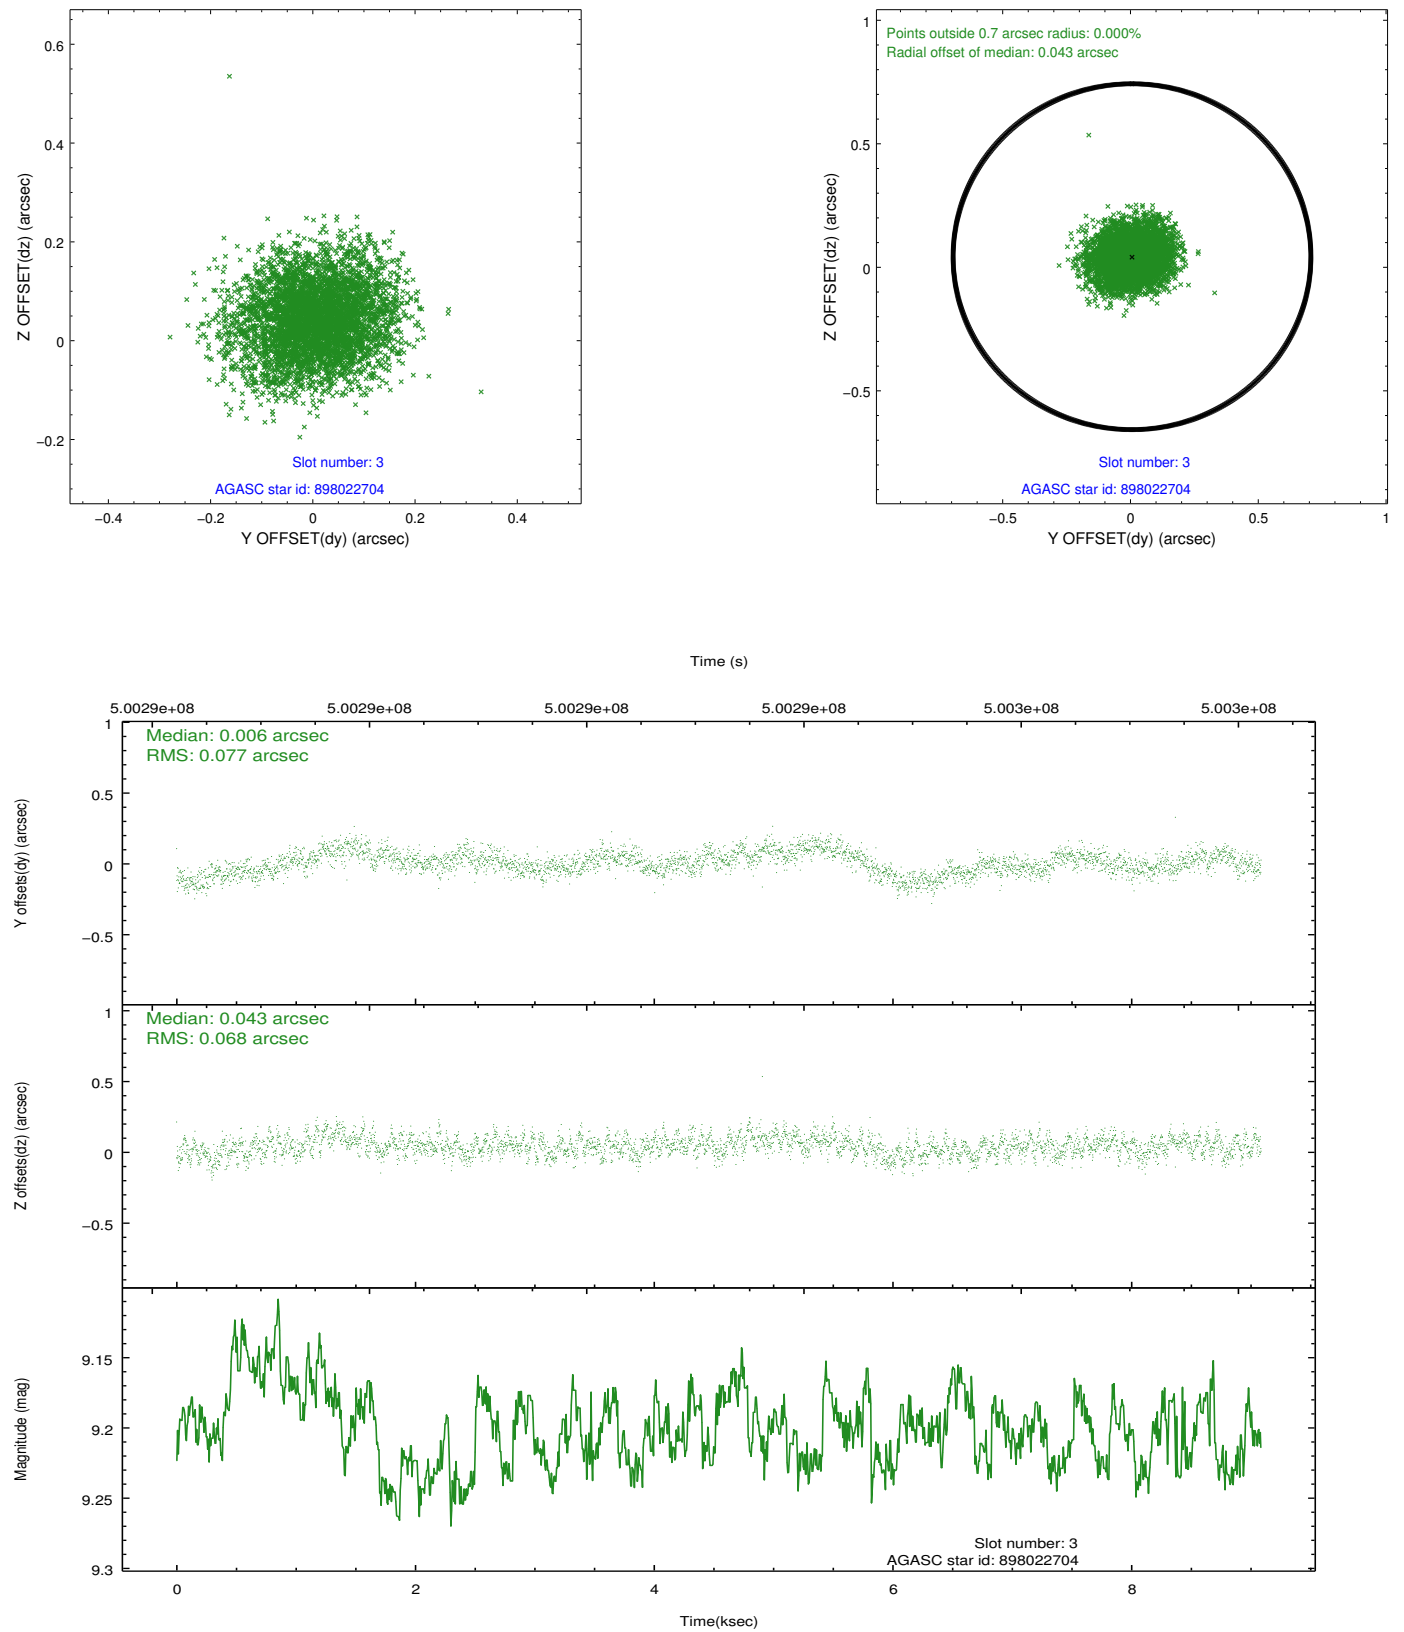 0.6
0.4
0.2
0
−0.2
Z OFFSET(dz) (arcsec)
Slot number: 3
AGASC star id: 898022704
−0.4 −0.2 0 0.2 0.4
Y OFFSET(dy) (arcsec)
Points outside 0.7 arcsec radius: 0.000%
Radial offset of median: 0.043 arcsec
1
0.5
0
−0.5
Z OFFSET(dz) (arcsec)
Slot number: 3
AGASC star id: 898022704
−0.5 0 0.5 1
Y OFFSET(dy) (arcsec)
Time (s)
5.0029e+08 5.0029e+08 5.0029e+08 5.0029e+08 5.003e+08 5.003e+08
Median: 0.006 arcsec
RMS: 0.077 arcsec
1
0.5
0
−0.5
Y offsets(dy) (arcsec)
Median: 0.043 arcsec
RMS: 0.068 arcsec
1
0.5
0
−0.5
Z offsets(dz) (arcsec)
9.15
9.2
9.25
9.3
Magnitude (mag)
Slot number: 3
AGASC star id: 898022704
0 2 4 6 8
Time(ksec)